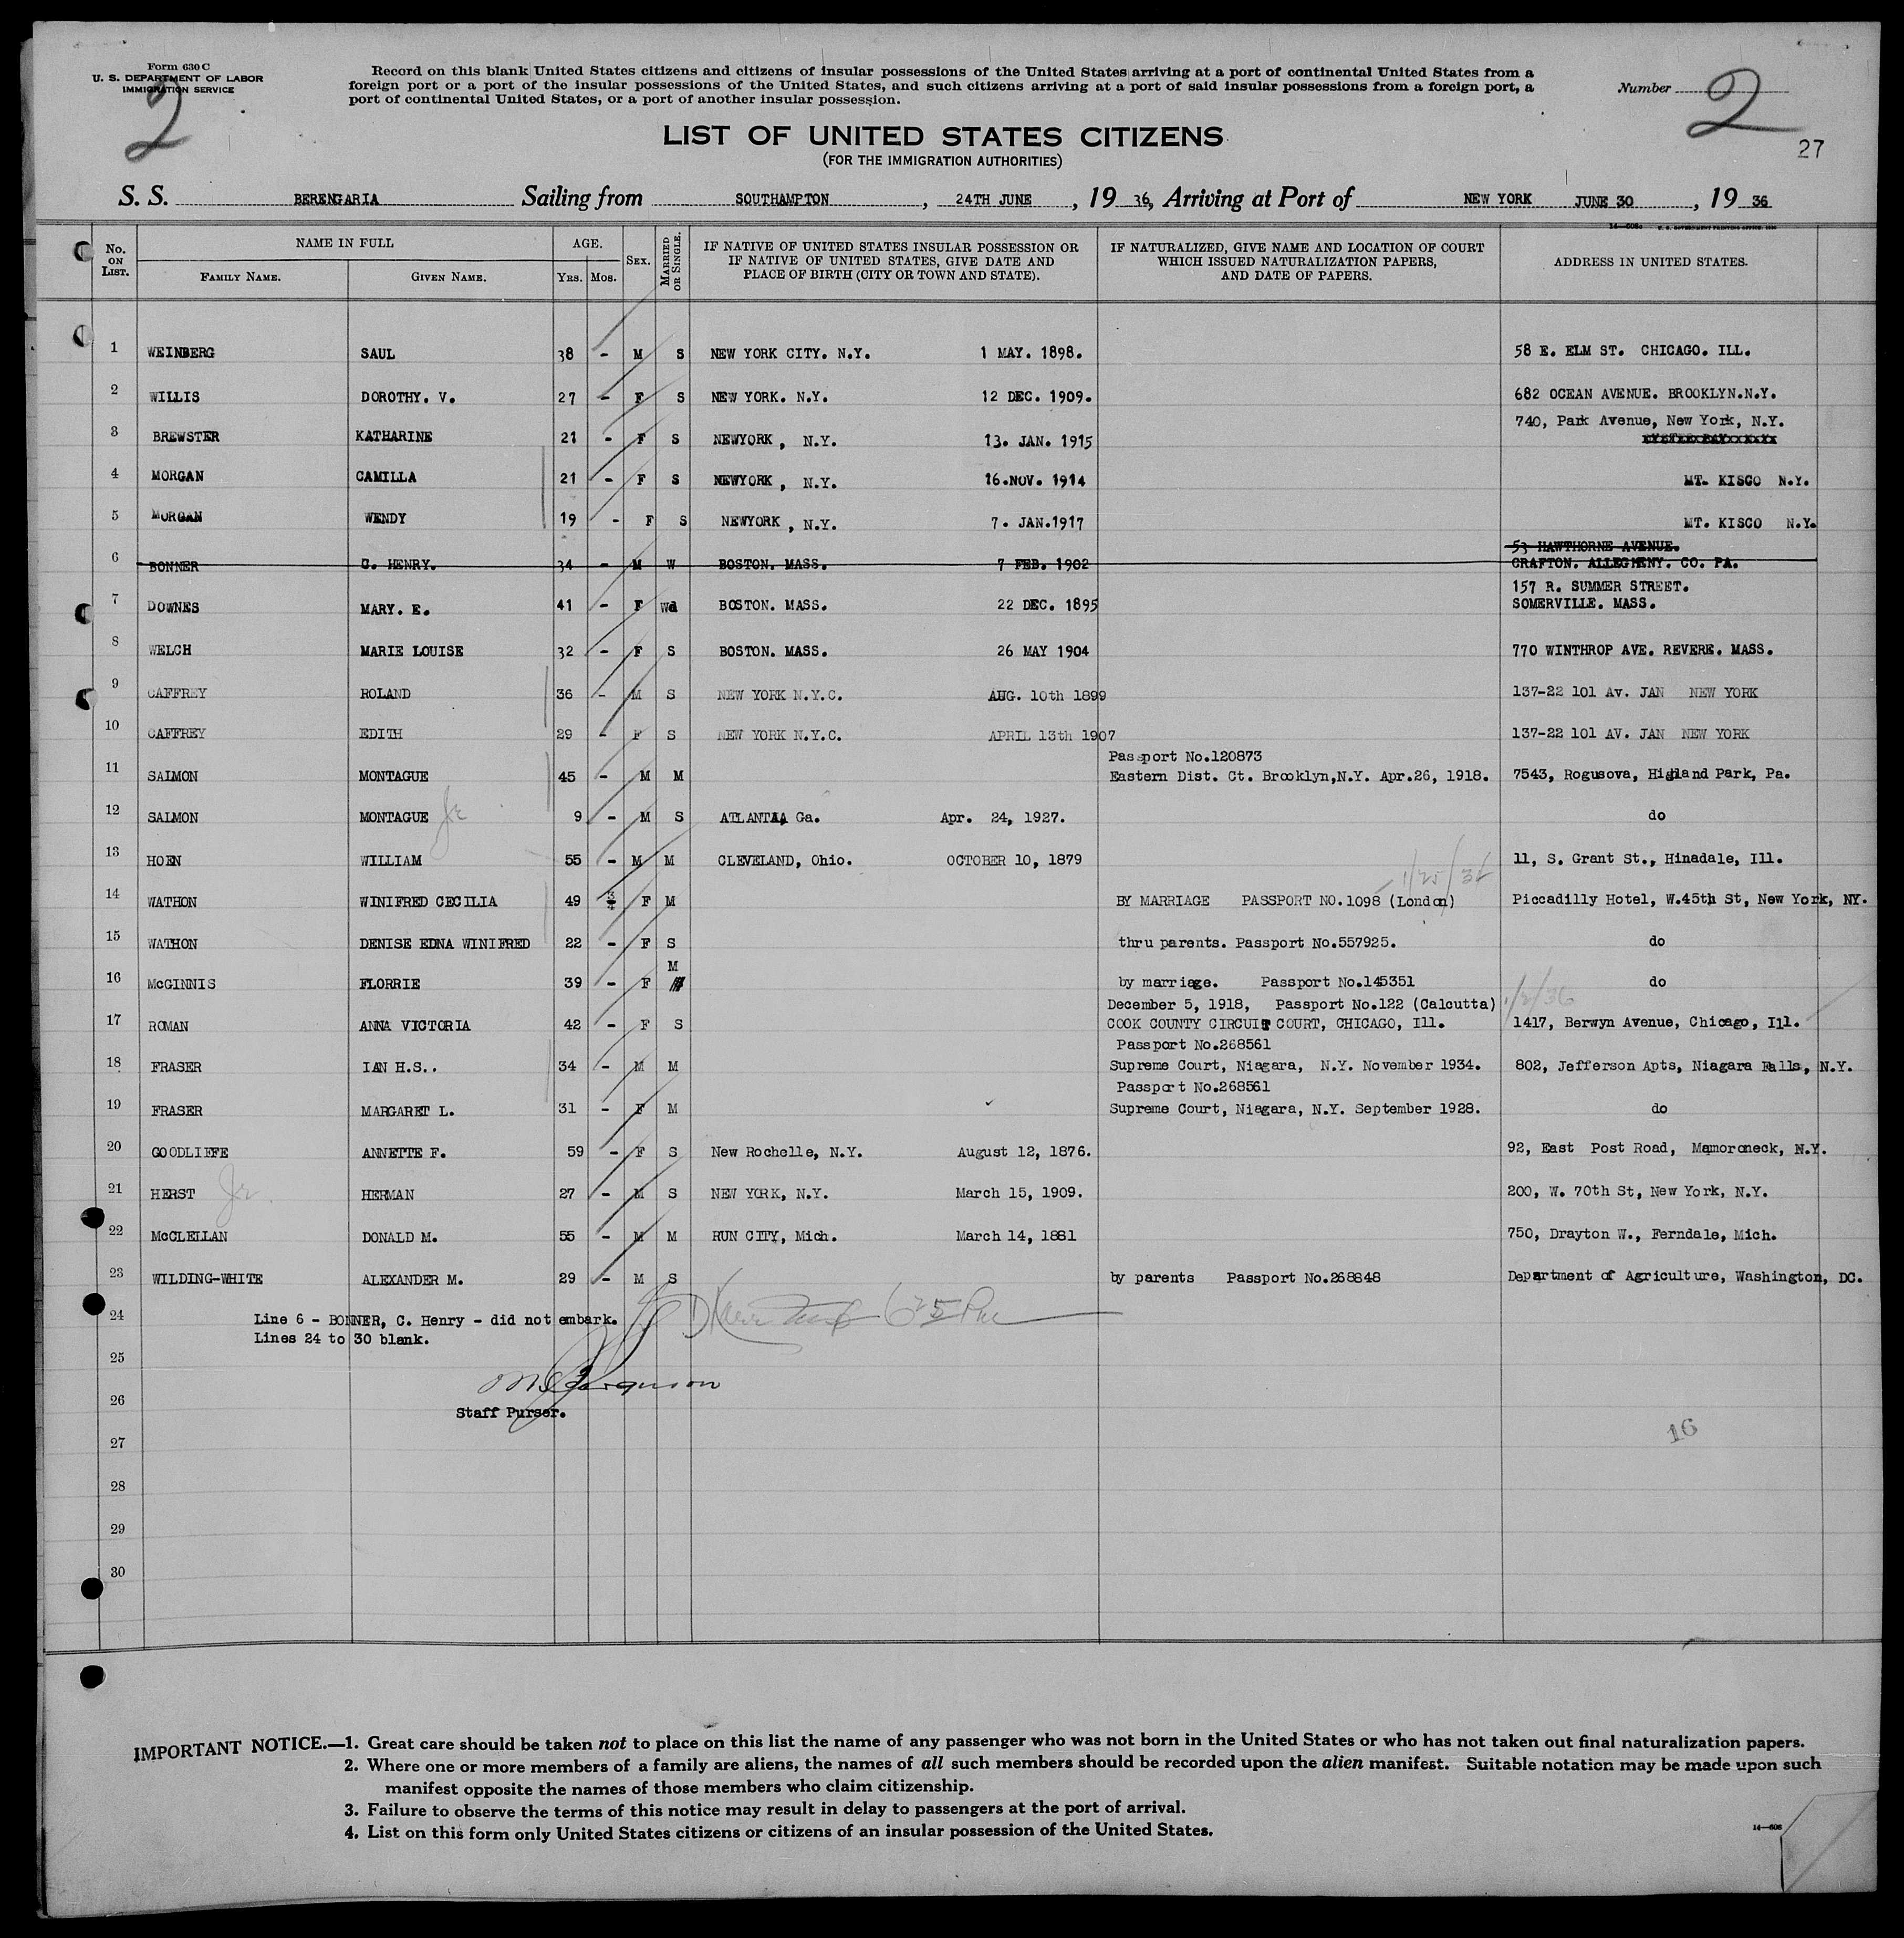 Form 630 C
U. S. DEPARTMENT OF LABOR
IMMIGRATION SERVICE
2
Record on this blank United States citizens and citizens of insular possessions of the United States arriving at a port of continental United States from a
foreign port or a port of the insular possessions of the United States, and such citizens arriving at a port of said insular possessions from a foreign port, a
port of continental United States, or a port of another insular possession.
Number 2
27
LIST OF UNITED STATES CITIZENS
(FOR THE IMMIGRATION AUTHORITIES)
S. S. BERENGARIA Sailing from SOUTHAMPTON, 24TH JUNE, 19 36, Arriving at Port of NEW YORK JUNE 30, 19 36
No. ON LIST.
NAME IN FULL
FAMILY NAME. GIVEN NAME.
AGE.
YRS. MOS.
SEX.
MARRIED OR SINGLE.
IF NATIVE OF UNITED STATES INSULAR POSSESSION OR
IF NATIVE OF UNITED STATES, GIVE DATE AND
PLACE OF BIRTH (CITY OR TOWN AND STATE).
IF NATURALIZED, GIVE NAME AND LOCATION OF COURT
WHICH ISSUED NATURALIZATION PAPERS,
AND DATE OF PAPERS.
ADDRESS IN UNITED STATES.
1 WEINBERG SAUL 38 - M S NEW YORK CITY. N.Y. 1 MAY. 1898. 58 E. ELM ST. CHICAGO. ILL.
2 WILLIS DOROTHY. V. 27 - F S NEW YORK. N.Y. 12 DEC. 1909. 682 OCEAN AVENUE. BROOKLYN.N.Y.
740, Park Avenue, New York, N.Y.
3 BREWSTER KATHARINE 21 - F S NEWYORK , N.Y. 13. JAN. 1915
4 MORGAN CAMILLA 21 - F S NEWYORK , N.Y. 16.NOV. 1914 MT. KISCO N.Y.
5 MORGAN WENDY 19 - F S NEWYORK , N.Y. 7. JAN.1917 MT. KISCO N.Y.
53 HAWTHORNE AVENUE.
6 BONNER C. HENRY. 34 - M W BOSTON. MASS. 7 FEB. 1902 CRAFTON. ALLEGHENY. CO. PA.
157 R. SUMMER STREET.
7 DOWNES MARY. E. 41 - F Wd BOSTON. MASS. 22 DEC. 1895 SOMERVILLE. MASS.
8 WELCH MARIE LOUISE 32 - F S BOSTON. MASS. 26 MAY 1904 770 WINTHROP AVE. REVERE. MASS.
9 CAFFREY ROLAND 36 - M S NEW YORK N.Y.C. AUG. 10th 1899 137-22 101 Av. JAN NEW YORK
10 CAFFREY EDITH 29 - F S NEW YORK N.Y.C. APRIL 13th 1907 137-22 101 AV. JAN NEW YORK
Passport No.120873
11 SALMON MONTAGUE 45 - M M Eastern Dist. Ct. Brooklyn,N.Y. Apr.26, 1918. 7543, Rogusova, Highland Park, Pa.
12 SALMON MONTAGUE Jr 9 - M S ATLANTAA Ga. Apr. 24, 1927. do
13 HOEN WILLIAM 55 - M M CLEVELAND, Ohio. OCTOBER 10, 1879 11, S. Grant St., Hinadale, Ill.
1/25/36
14 WATHON WINIFRED CECILIA 49 F M BY MARRIAGE PASSPORT NO.1098 (London) Piccadilly Hotel, W.45th St, New York, NY.
15 WATHON DENISE EDNA WINIFRED 22 - F S thru parents. Passport No.557925. do
16 McGINNIS FLORRIE 39 - F M by marriage. Passport No.145351 do
December 5, 1918, Passport No.122 (Calcutta) 1/2/36
17 ROMAN ANNA VICTORIA 42 - F S COOK COUNTY CIRCUIT COURT, CHICAGO, Ill. 1417, Berwyn Avenue, Chicago, Ill.
Passport No.268561
18 FRASER IAN H.S.. 34 - M M Supreme Court, Niagara, N.Y. November 1934. 802, Jefferson Apts, Niagara Falls, N.Y.
Passport No.268561
19 FRASER MARGARET L. 31 - F M Supreme Court, Niagara, N.Y. September 1928. do
20 GOODLIFFE ANNETTE F. 59 - F S New Rochelle, N.Y. August 12, 1876. 92, East Post Road, Mamoroneck, N.Y.
21 HERST Jr. HERMAN 27 - M S NEW YORK, N.Y. March 15, 1909. 200, W. 70th St, New York, N.Y.
22 McCLELLAN DONALD M. 55 - M M RUN CITY, Mich. March 14, 1881 750, Drayton W., Ferndale, Mich.
23 WILDING-WHITE ALEXANDER M. 29 - M S by parents Passport No.268848 Department of Agriculture, Washington, DC.
24 Line 6 - BONNER, C. Henry - did not embark.
Lines 24 to 30 blank.
25
26
Staff Purser.
16
27
28
29
30
IMPORTANT NOTICE.—1. Great care should be taken not to place on this list the name of any passenger who was not born in the United States or who has not taken out final naturalization papers.
2. Where one or more members of a family are aliens, the names of all such members should be recorded upon the alien manifest. Suitable notation may be made upon such
manifest opposite the names of those members who claim citizenship.
3. Failure to observe the terms of this notice may result in delay to passengers at the port of arrival.
4. List on this form only United States citizens or citizens of an insular possession of the United States.